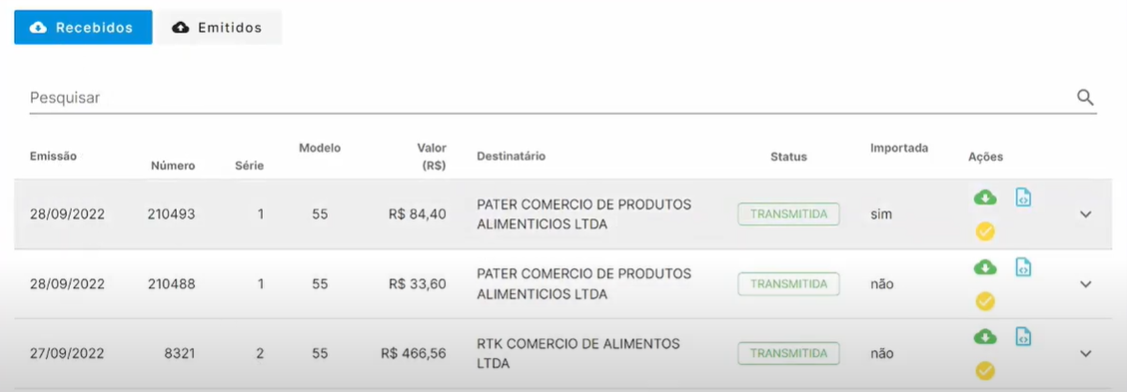 Recebidos Emitidos
Pesquisar
Emissão Número Série Modelo Valor (R$) Destinatário Status Importada Ações
28/09/2022 210493 1 55 R$ 84,40 PATER COMERCIO DE PRODUTOS TRANSMITIDA sim
ALIMENTICIOS LTDA
28/09/2022 210488 1 55 R$ 33,60 PATER COMERCIO DE PRODUTOS TRANSMITIDA não
ALIMENTICIOS LTDA
27/09/2022 8321 2 55 R$ 466,56 RTK COMERCIO DE ALIMENTOS TRANSMITIDA não
LTDA